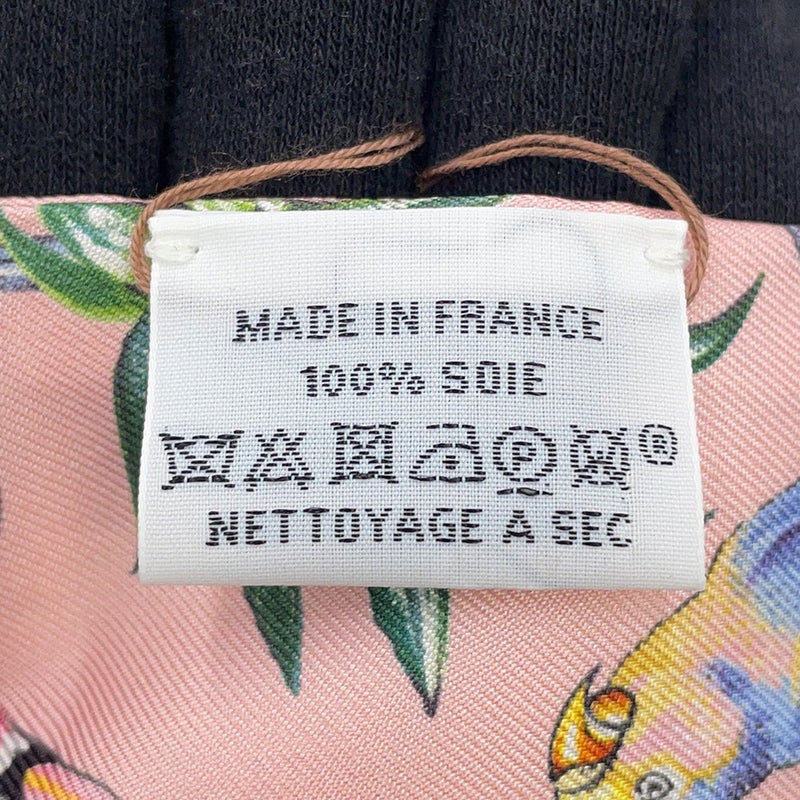 MADE IN FRANCE
100% SOIE
P ®
NETTOYAGE A SEC